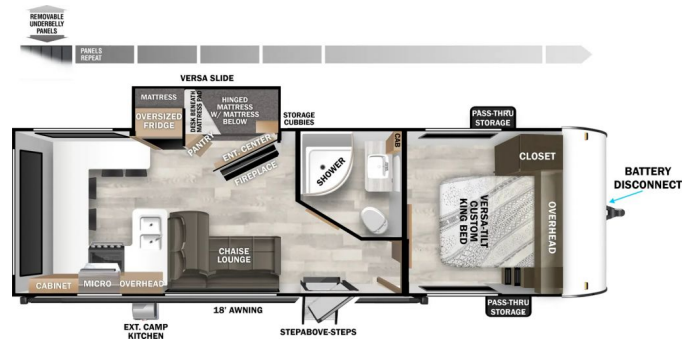 REMOVABLE
UNDERBELLY
PANELS
PANELS
REPEAT
VERSA SLIDE
MATTRESS
OVERSIZED
FRIDGE
DESK BENEATH
MATTRESS PAD
HINGED
MATTRESS
W/ MATTRESS
BELOW
PANTRY
STORAGE
CUBBIES
ENT. CENTER
FIREPLACE
SHOWER
CAB
PASS-THRU
STORAGE
CLOSET
VERSA-TILT
CUSTOM
KING BED
OVERHEAD
BATTERY
DISCONNECT
CHAISE
LOUNGE
CABINET
MICRO
OVERHEAD
18' AWNING
EXT. CAMP
KITCHEN
STEPABOVE-STEPS
PASS-THRU
STORAGE